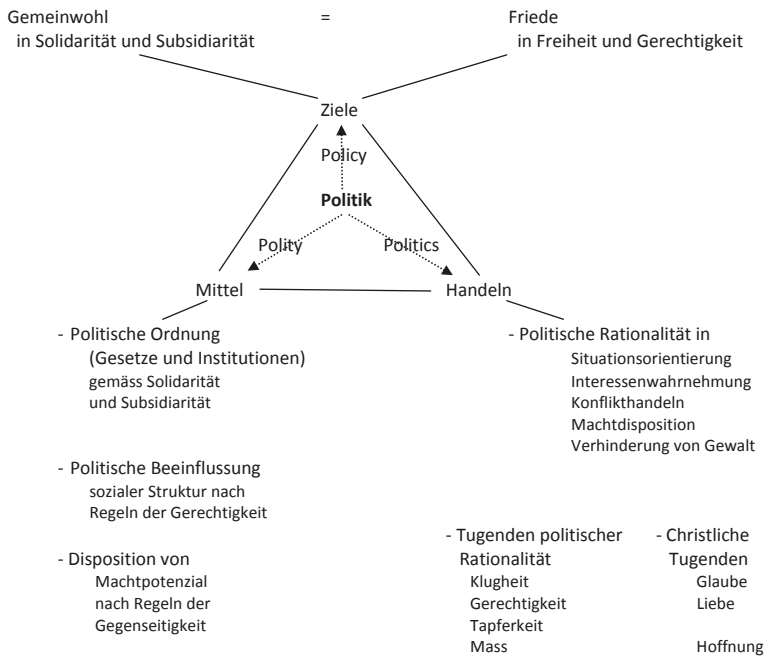 Gemeinwohl = Friede
in Solidarität und Subsidiarität in Freiheit und Gerechtigkeit
Ziele
Policy
Politik
Polity Politics
Mittel Handeln
- Politische Ordnung
(Gesetze und Institutionen)
gemäss Solidarität
und Subsidiarität
- Politische Rationalität in
Situationsorientierung
Interessenwahrnehmung
Konflikthandeln
Machtdisposition
Verhinderung von Gewalt
- Politische Beeinflussung
sozialer Struktur nach
Regeln der Gerechtigkeit
- Disposition von
Machtpotenzial
nach Regeln der
Gegenseitigkeit
- Tugenden politischer
Rationalität
Klugheit
Gerechtigkeit
Tapferkeit
Mass
- Christliche
Tugenden
Glaube
Liebe
Hoffnung